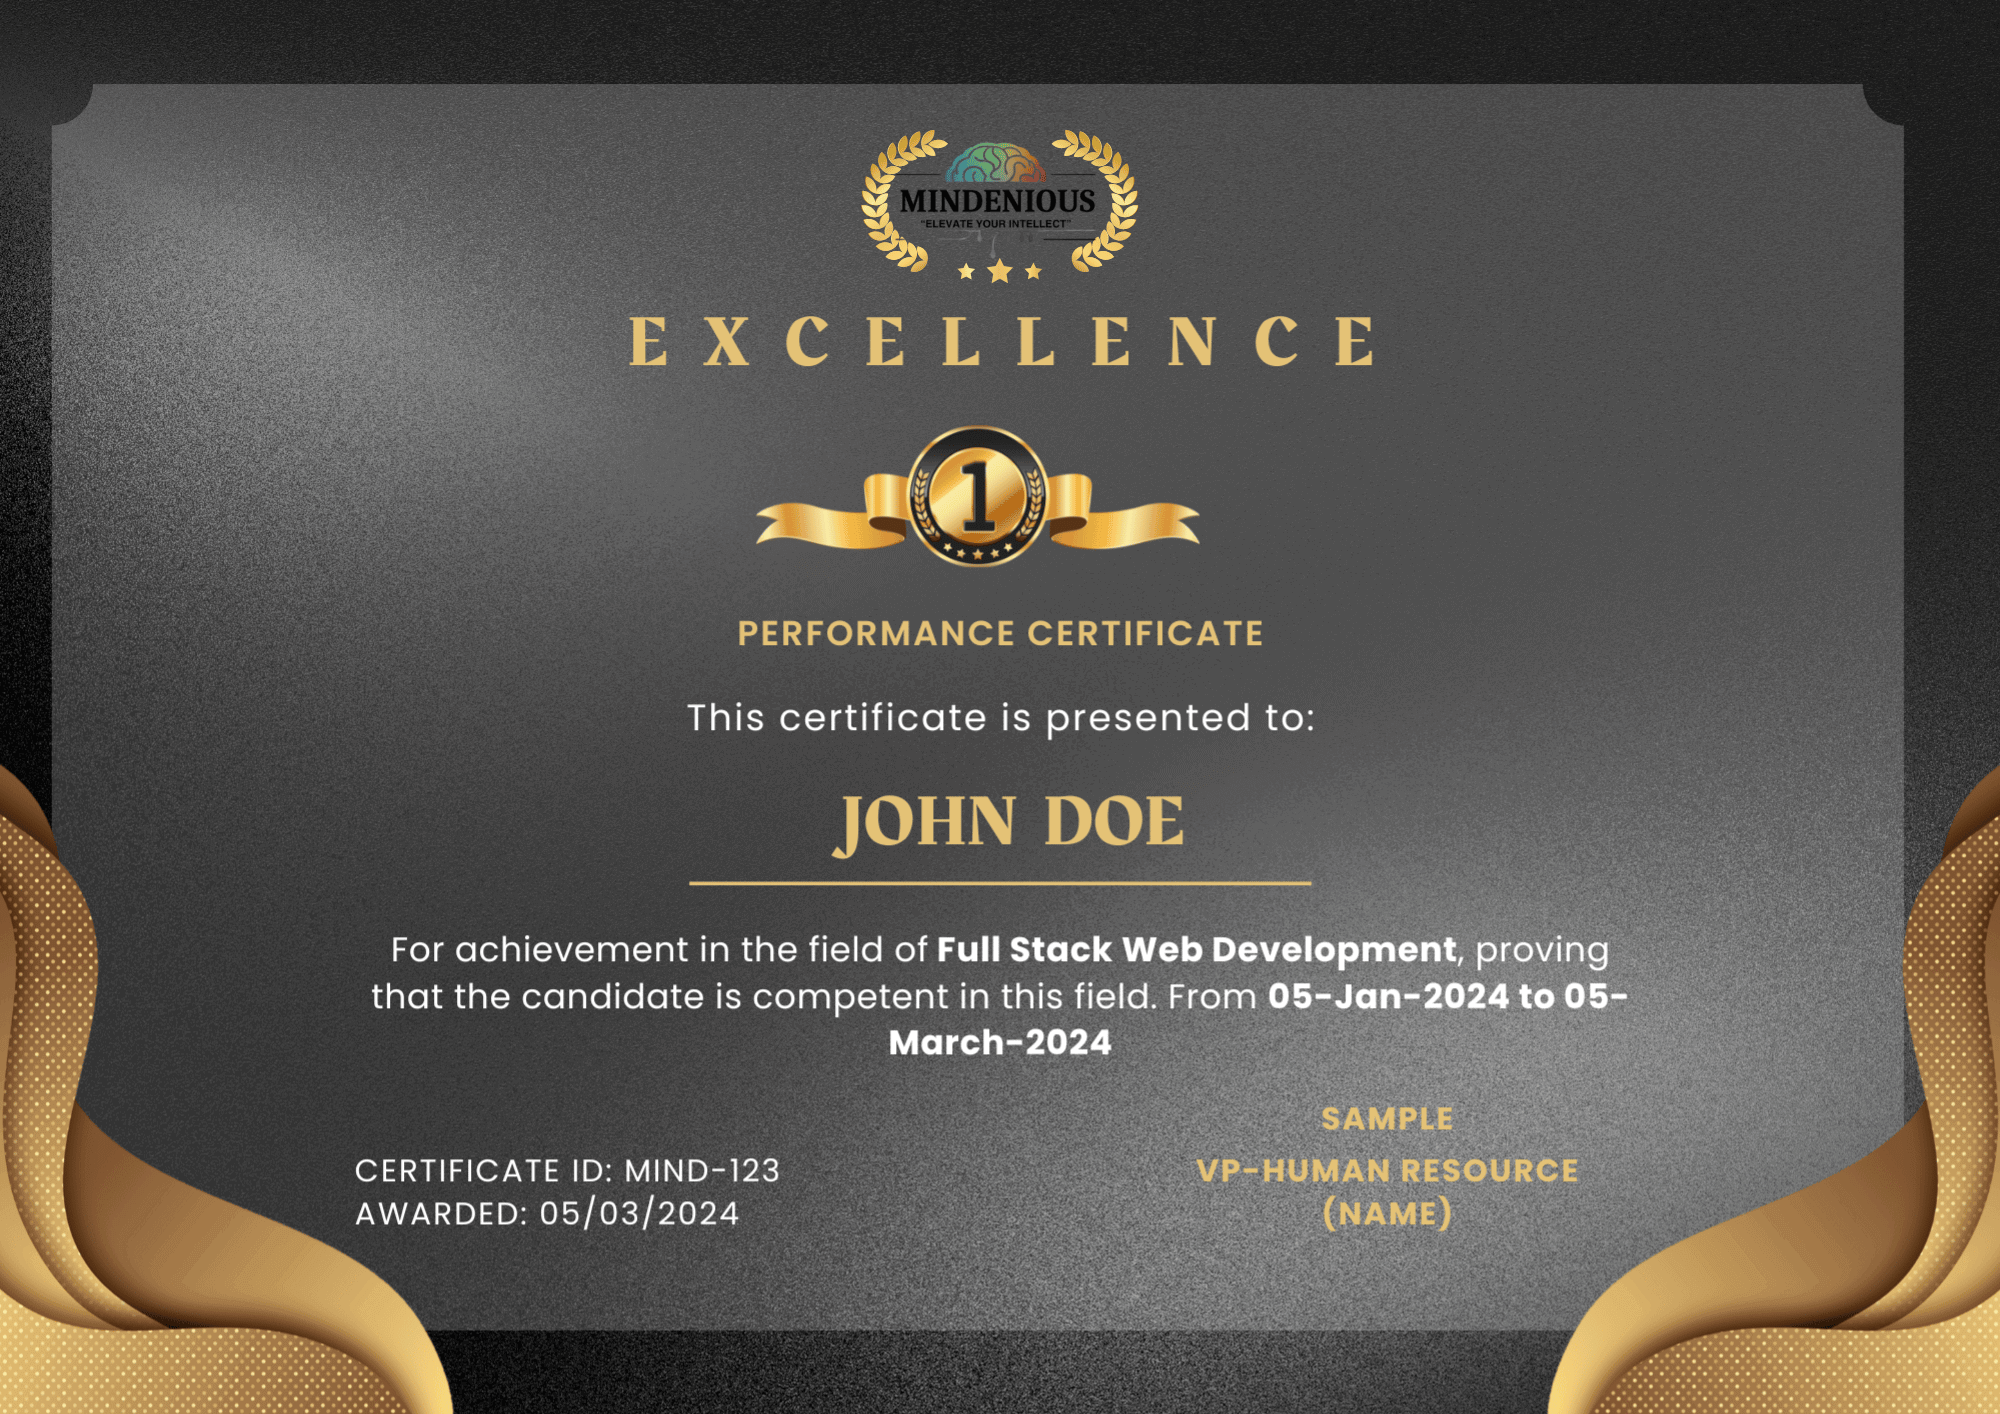 MINDENIOUS
"ELEVATE YOUR INTELLECT"
EXCELLENCE
1
PERFORMANCE CERTIFICATE
This certificate is presented to:
JOHN DOE
For achievement in the field of Full Stack Web Development, proving
that the candidate is competent in this field. From 05-Jan-2024 to 05-
March-2024
CERTIFICATE ID: MIND-123
AWARDED: 05/03/2024
SAMPLE
VP-HUMAN RESOURCE
(NAME)